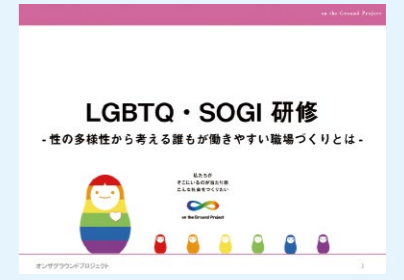 on the Ground Project
LGBTQ・SOGI 研修
- 性の多様性から考える誰もが働きやすい職場づくりとは -
私たちが
そこにいるのが当たり前
こんな社会をつくりたい
on the Ground Project
オンザグラウンドプロジェクト
1